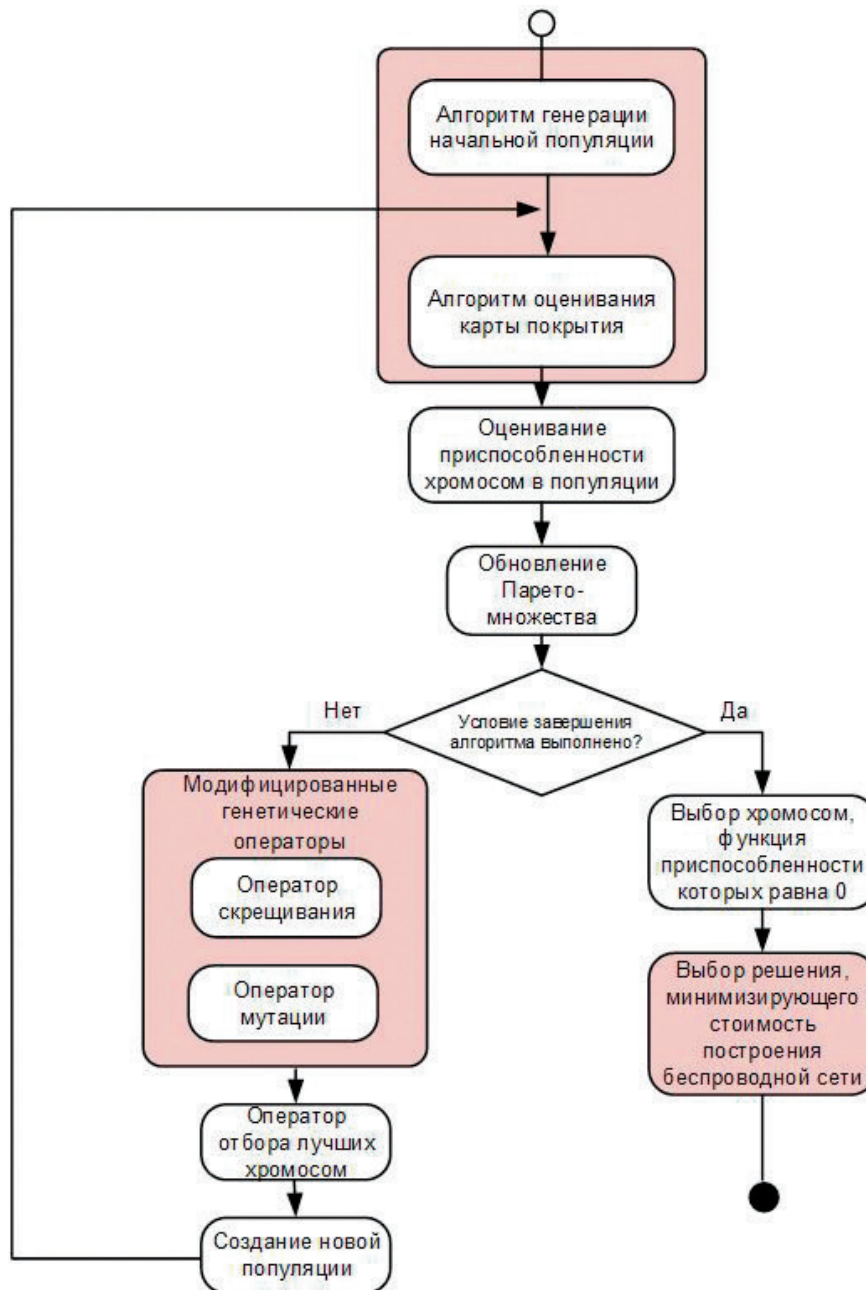 Алгоритм генерации
начальной популяции
Алгоритм оценивания
карты покрытия
Оценивание
приспособленности
хромосом в популяции
Обновление
Парето-
множества
Условие завершения
алгоритма выполнено?
Нет
Да
Модифицированные
генетические
операторы
Оператор
скрещивания
Оператор
мутации
Оператор
отбора лучших
хромосом
Создание новой
популяции
Выбор хромосом,
функция
приспособленности
которых равна 0
Выбор решения,
минимизирующего
стоимость
построения
беспроводной сети